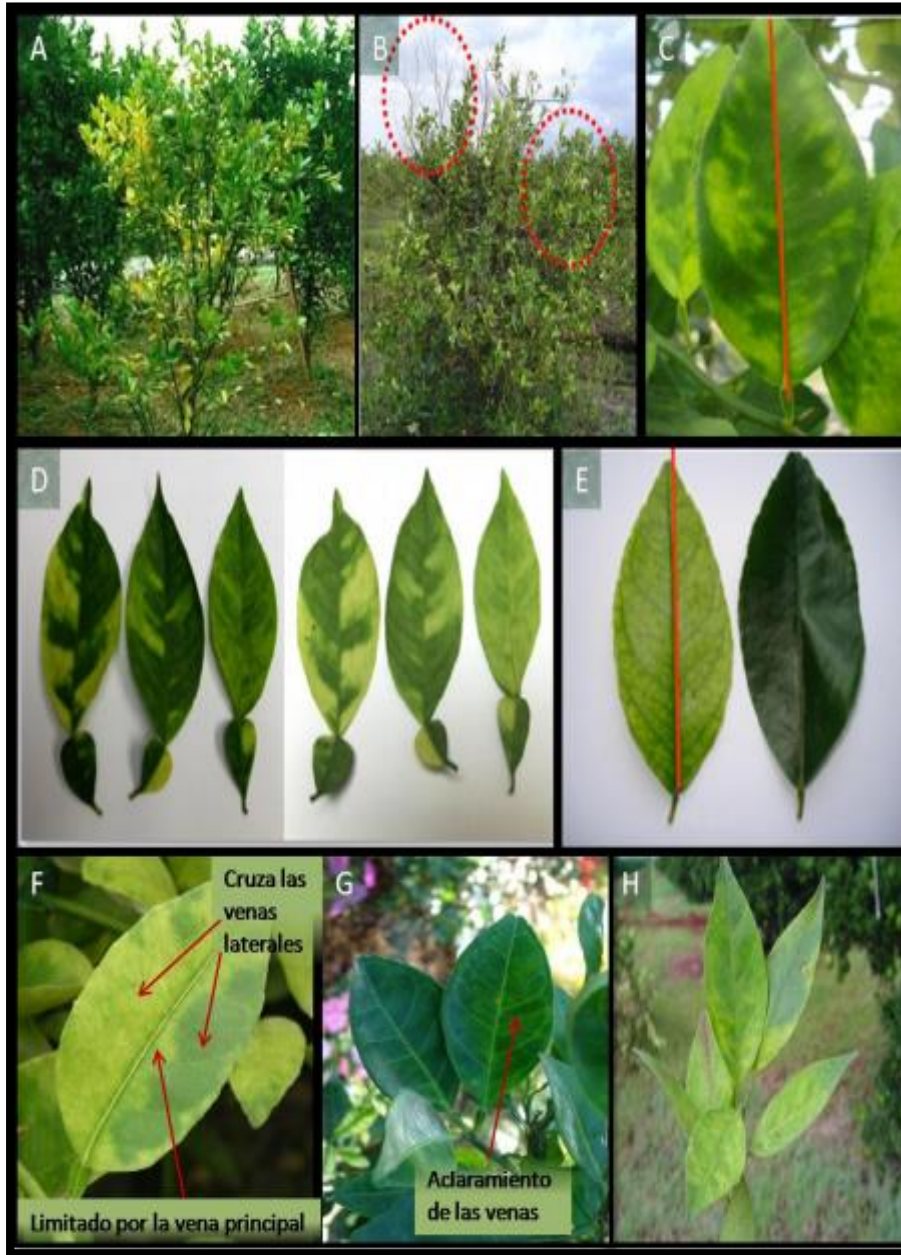 A
B
C
D
E
F
Cruza las
venas
laterales
Limitado por la vena principal
G
Aclaramiento
de las venas
H